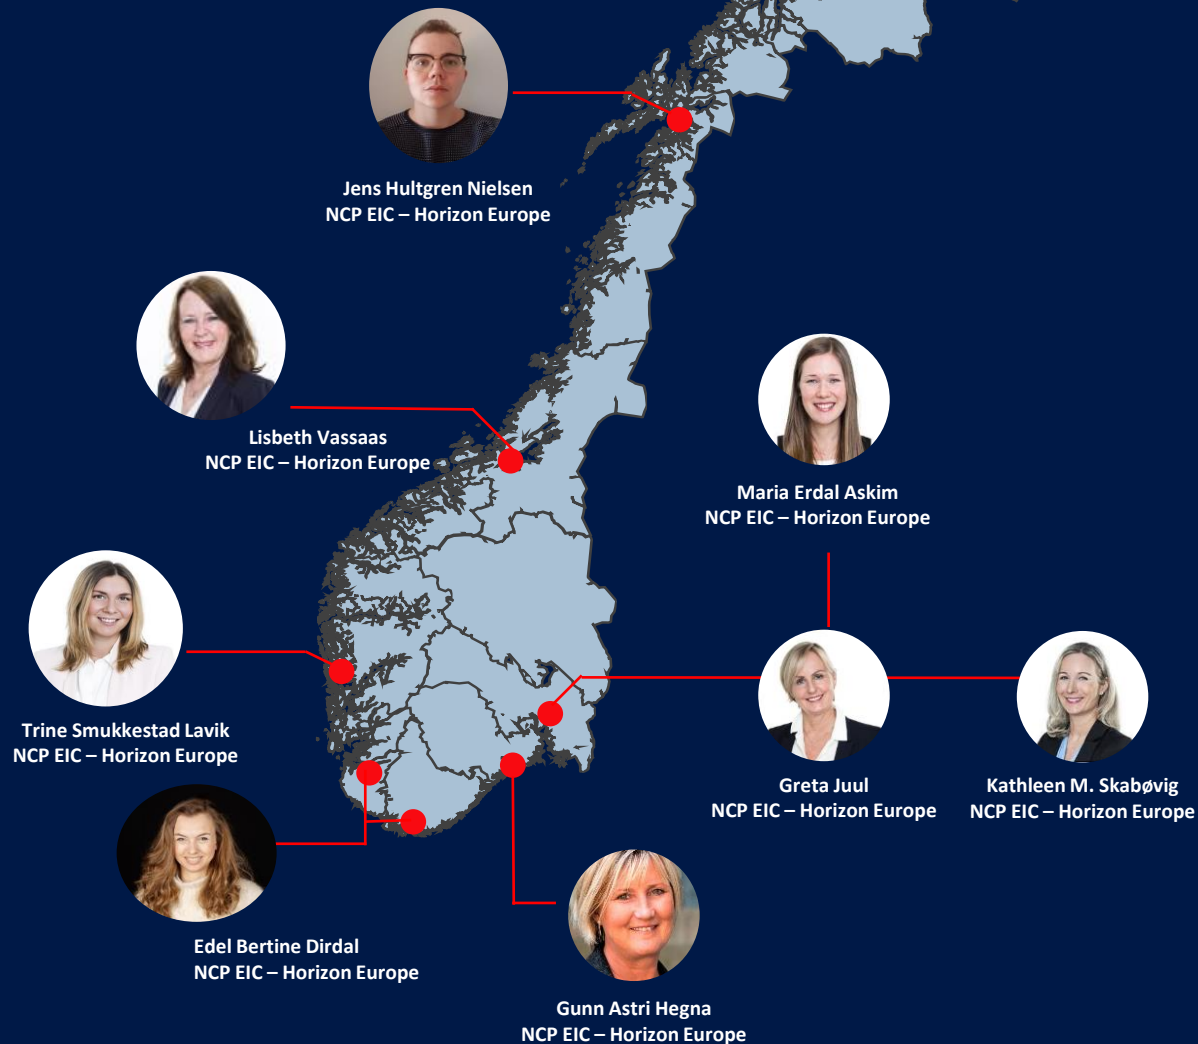 Jens Hultgren Nielsen
NCP EIC – Horizon Europe
Lisbeth Vassaas
NCP EIC – Horizon Europe
Maria Erdal Askim
NCP EIC – Horizon Europe
Trine Smukkestad Lavik
NCP EIC – Horizon Europe
Greta Juul
NCP EIC – Horizon Europe
Kathleen M. Skabøvig
NCP EIC – Horizon Europe
Edel Bertine Dirdal
NCP EIC – Horizon Europe
Gunn Astri Hegna
NCP EIC – Horizon Europe